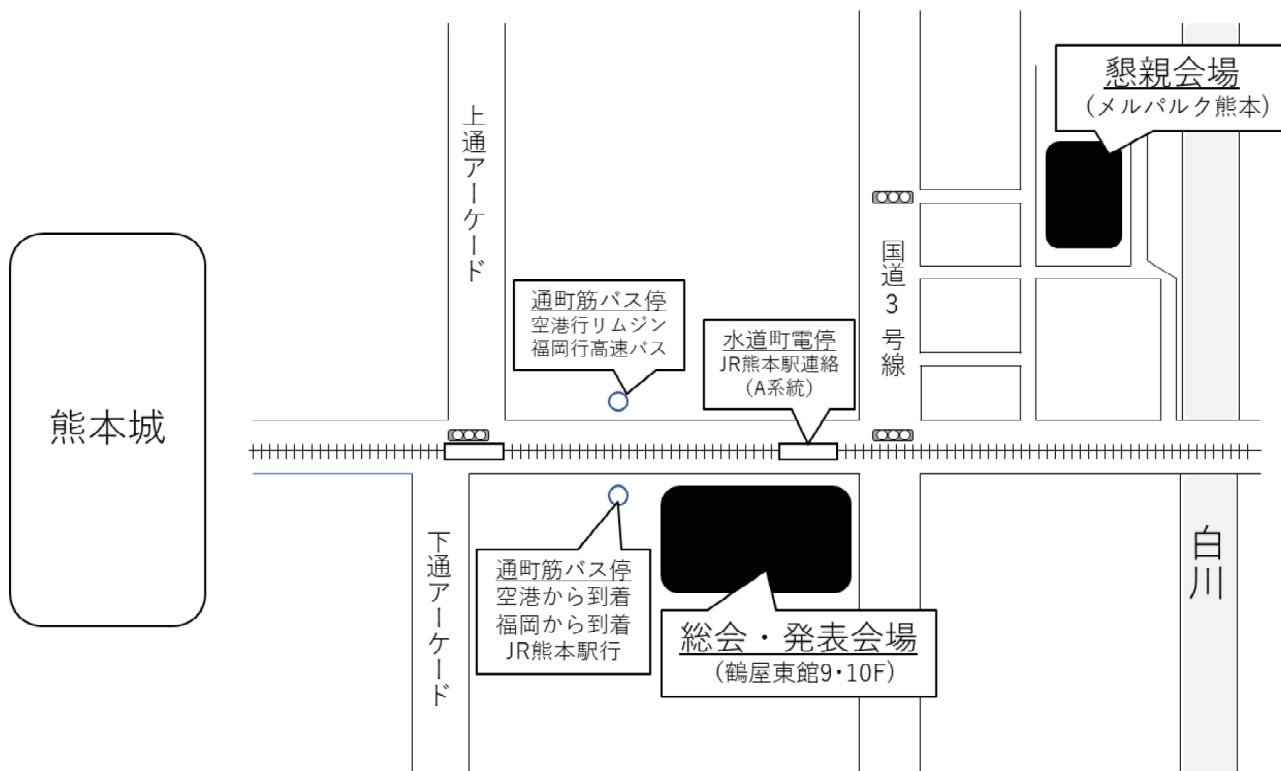 懇親会場
(メルパルク熊本)
上通アーケード
国道3号線
通町筋バス停
空港行リムジン
福岡行高速バス
水道町電停
JR熊本駅連絡
(A系統)
熊本城
下通アーケード
通町筋バス停
空港から到着
福岡から到着
JR熊本駅行
総会・発表会場
(鶴屋東館9・10F)
白川